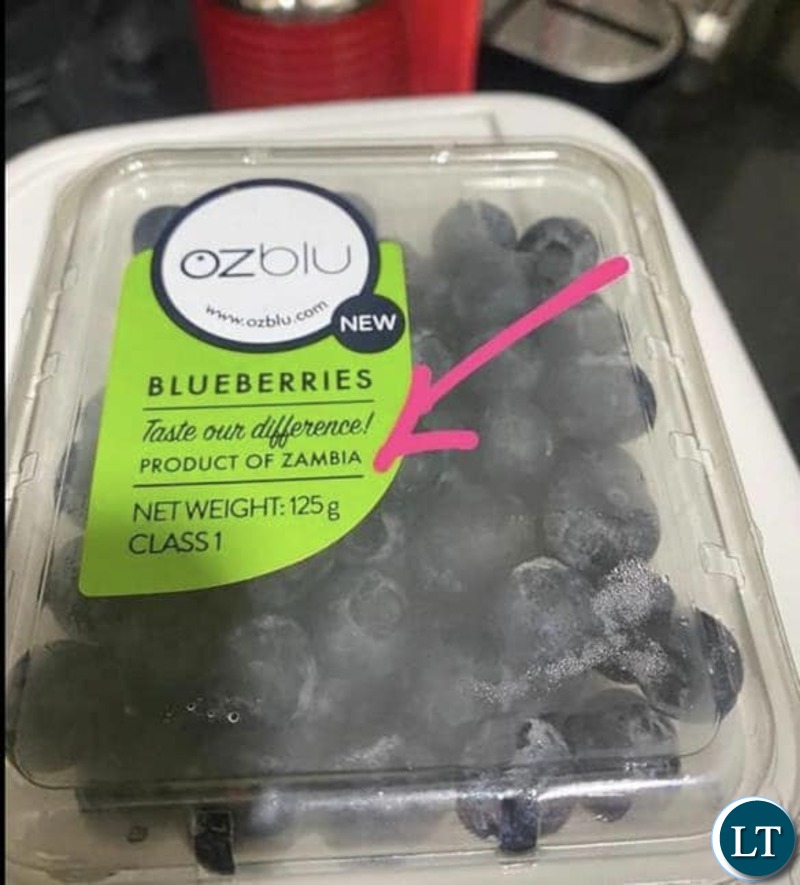 ozblu
www.ozblu.com
NEW
BLUEBERRIES
Taste our difference!
PRODUCT OF ZAMBIA
NET WEIGHT: 125g
CLASS 1
LT